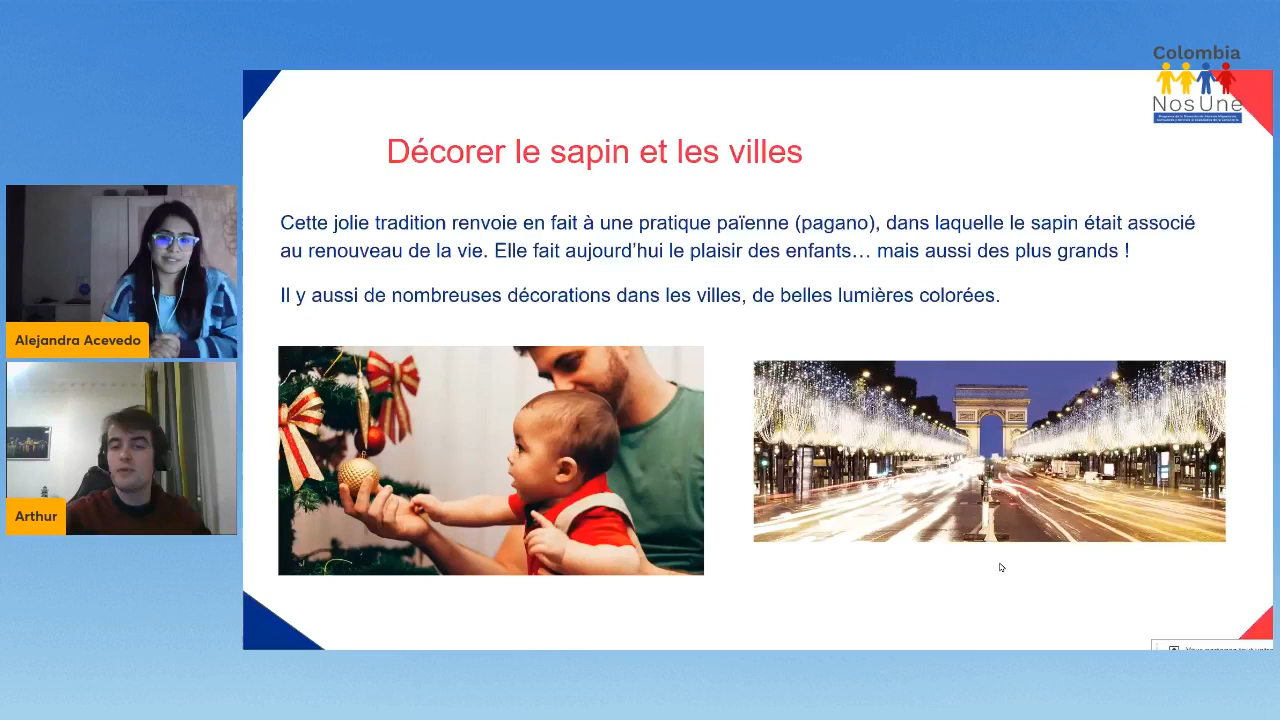 Colombia
NosUne
Décorer le sapin et les villes
Cette jolie tradition renvoie en fait à une pratique païenne (pagano), dans laquelle le sapin était associé
au renouveau de la vie. Elle fait aujourd'hui le plaisir des enfants… mais aussi des plus grands !
Il y aussi de nombreuses décorations dans les villes, de belles lumières colorées.
Alejandra Acevedo
Arthur